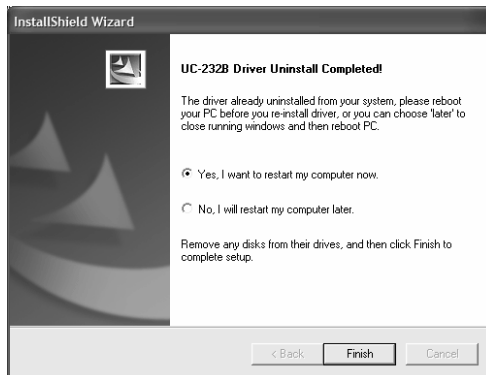 InstallShield Wizard
UC-232B Driver Uninstall Completed!
The driver already uninstalled from your system, please reboot
your PC before you re-install driver, or you can choose 'later' to
close running windows and then reboot PC.
Yes, I want to restart my computer now.
No, I will restart my computer later.
Remove any disks from their drives, and then click Finish to
complete setup.
< Back Finish Cancel